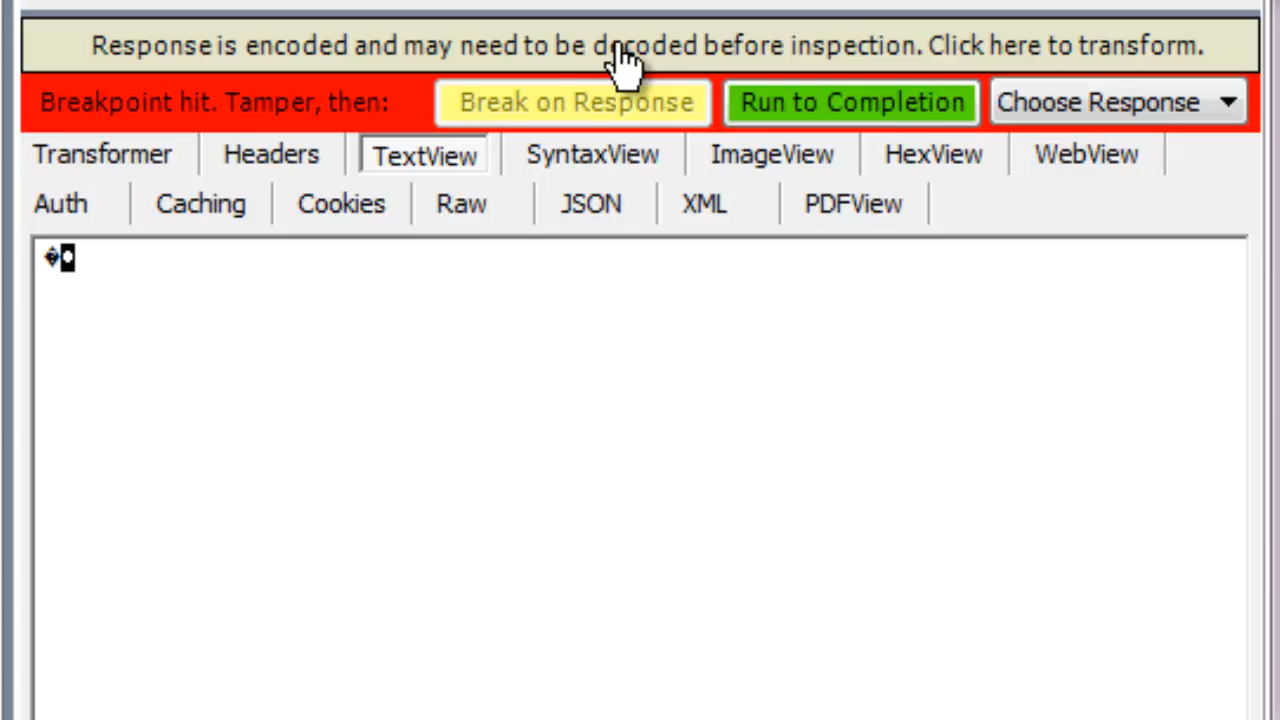 Response is encoded and may need to be decoded before inspection. Click here to transform.
Breakpoint hit. Tamper, then: Break on Response Run to Completion Choose Response
Transformer Headers TextView SyntaxView ImageView HexView WebView
Auth Caching Cookies Raw JSON XML PDFView